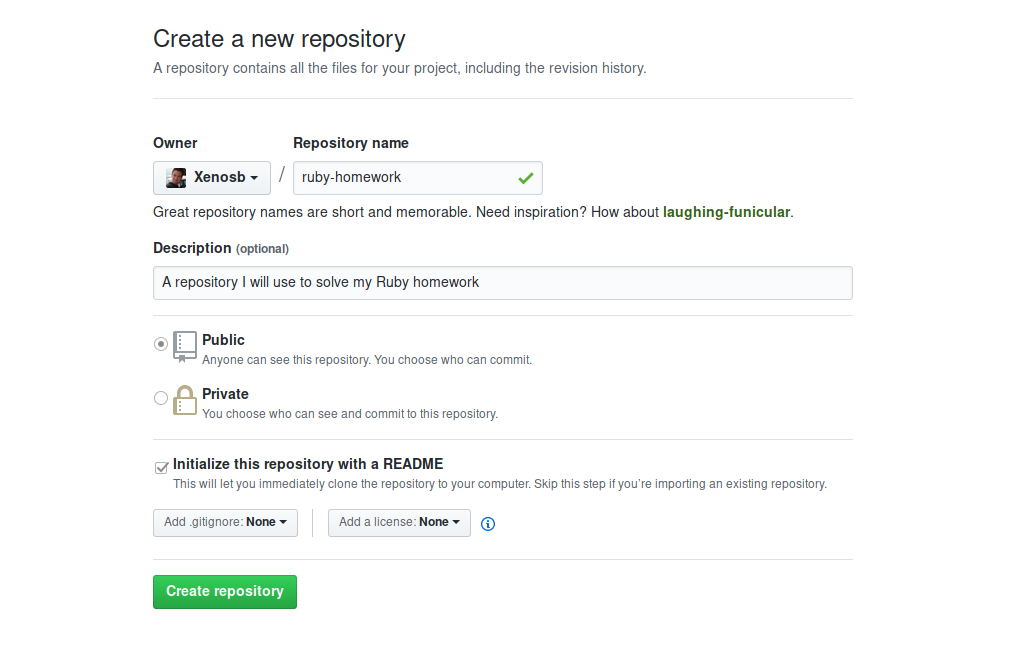 Create a new repository
A repository contains all the files for your project, including the revision history.
Owner Repository name
Xenosb / ruby-homework
Great repository names are short and memorable. Need inspiration? How about laughing-funicular.
Description (optional)
A repository I will use to solve my Ruby homework
Public
Anyone can see this repository. You choose who can commit.
Private
You choose who can see and commit to this repository.
Initialize this repository with a README
This will let you immediately clone the repository to your computer. Skip this step if you’re importing an existing repository.
Add .gitignore: None Add a license: None
Create repository